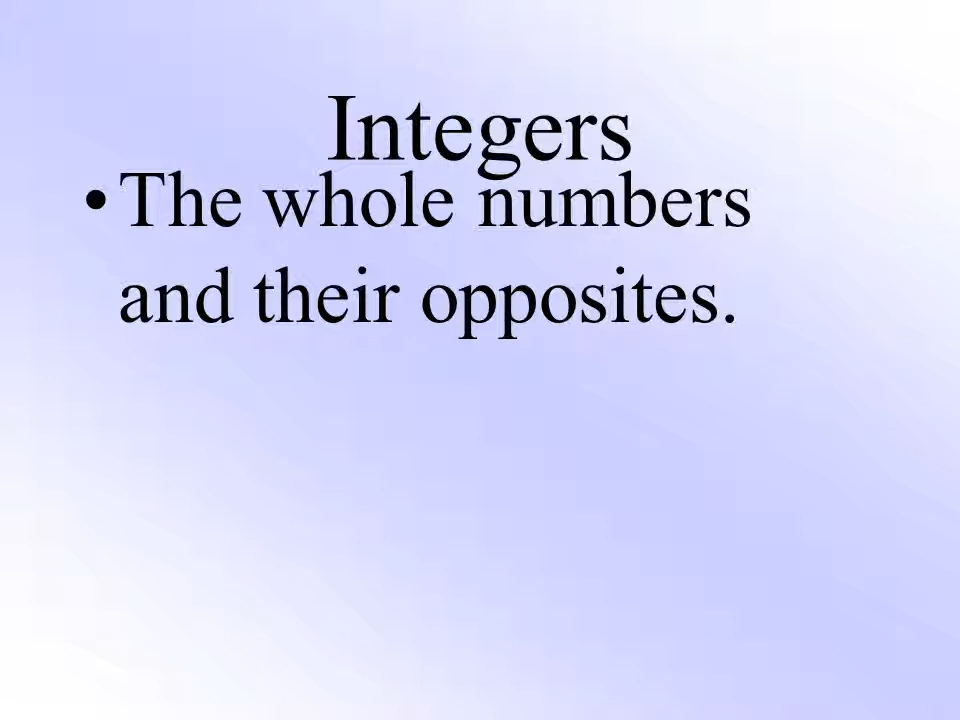 Integers
• The whole numbers
and their opposites.